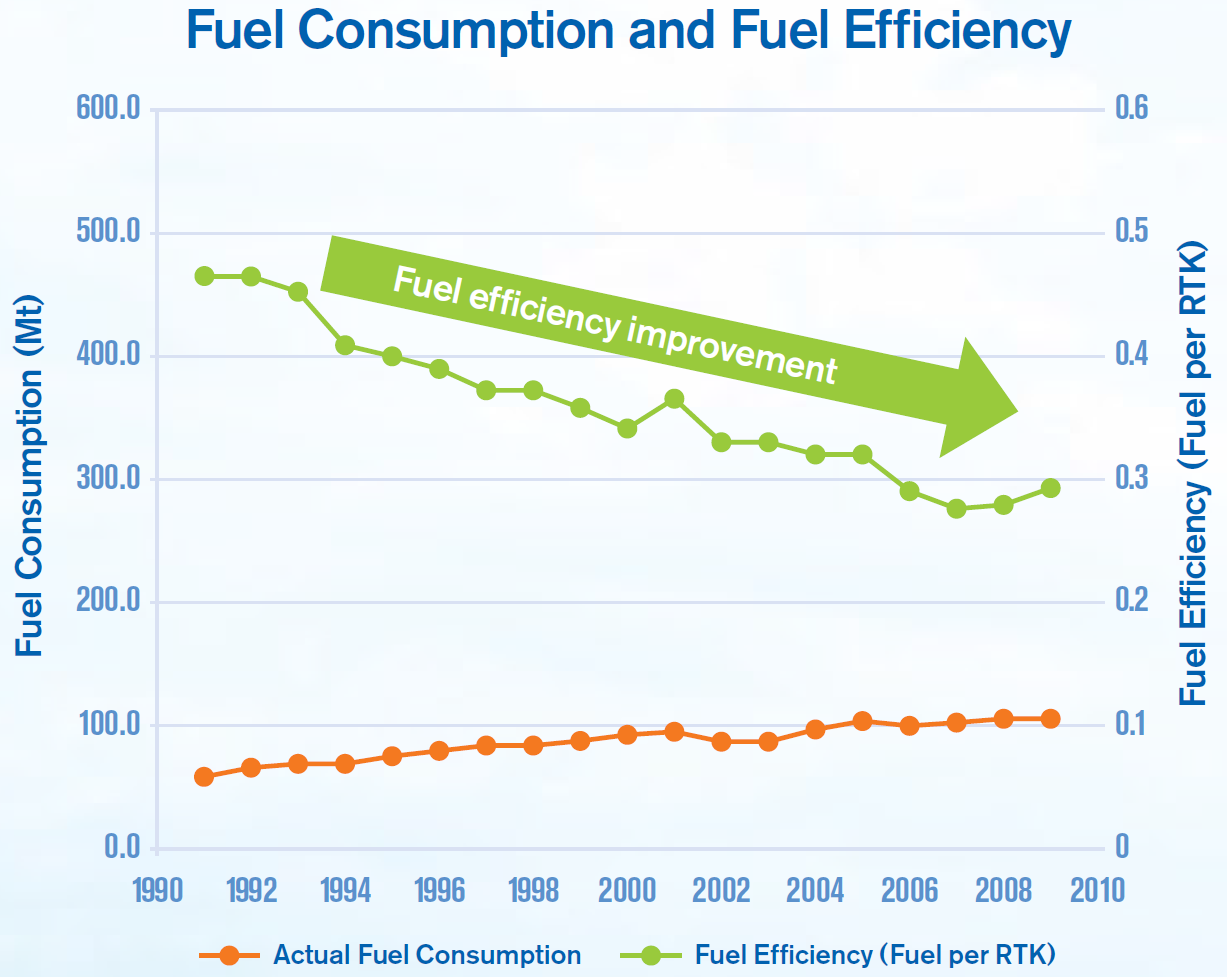 Fuel Consumption and Fuel Efficiency
600.0
500.0
400.0
300.0
200.0
100.0
0.0
Fuel Consumption (Mt)
Fuel efficiency improvement
0.6
0.5
0.4
0.3
0.2
0.1
0
Fuel Efficiency (Fuel per RTK)
1990 1992 1994 1996 1998 2000 2002 2004 2006 2008 2010
Actual Fuel Consumption Fuel Efficiency (Fuel per RTK)